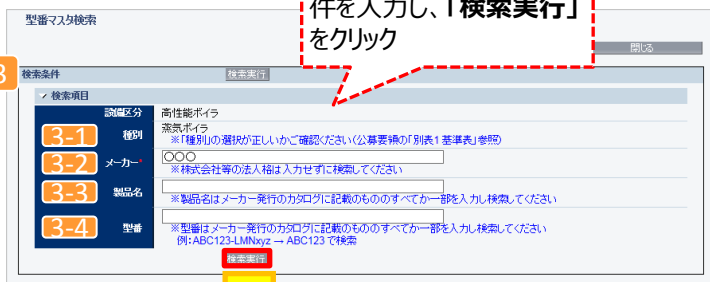 件を入力し、「検索実行」
をクリック
型番マスタ検索
閉じる
3
検索条件
検索実行
検索項目
設備区分 高性能ボイラ
3-1 種別 蒸気ボイラ
※「種別」の選択が正しいかご確認ください（公募要領の「別表1 基準表」参照）
3-2 メーカー* 〇〇〇
※株式会社等の法人格は入力せずに検索してください
3-3 製品名
※製品名はメーカー発行のカタログに記載のもののすべてか一部を入力し検索してください
3-4 型番
※型番はメーカー発行のカタログに記載のもののすべてか一部を入力し検索してください
例：ABC123-LMNxyz → ABC123 で検索
検索実行